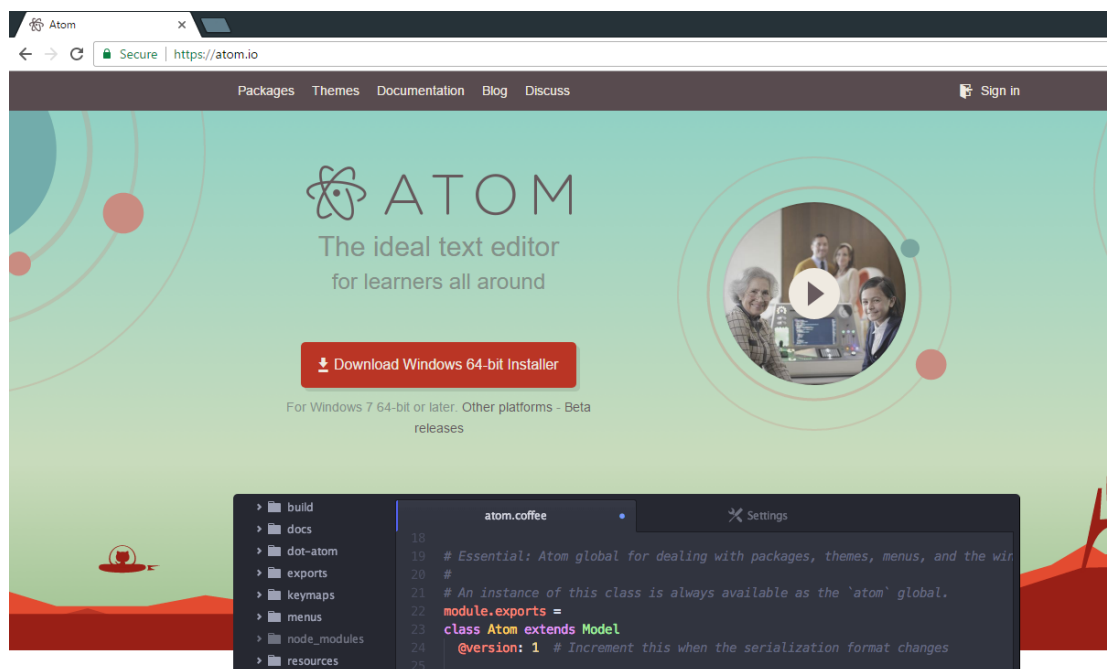 Atom
Secure | https://atom.io
Packages Themes Documentation Blog Discuss Sign in
ATOM
The ideal text editor
for learners all around
Download Windows 64-bit Installer
For Windows 7 64-bit or later. Other platforms - Beta
releases
build
docs
dot-atom
exports
keymaps
menus
node_modules
resources
atom.coffee Settings
18
19 # Essential: Atom global for dealing with packages, themes, menus, and the win
20 #
21 # An instance of this class is always available as the `atom` global.
22 module.exports =
23 class Atom extends Model
24 @version: 1 # Increment this when the serialization format changes
25